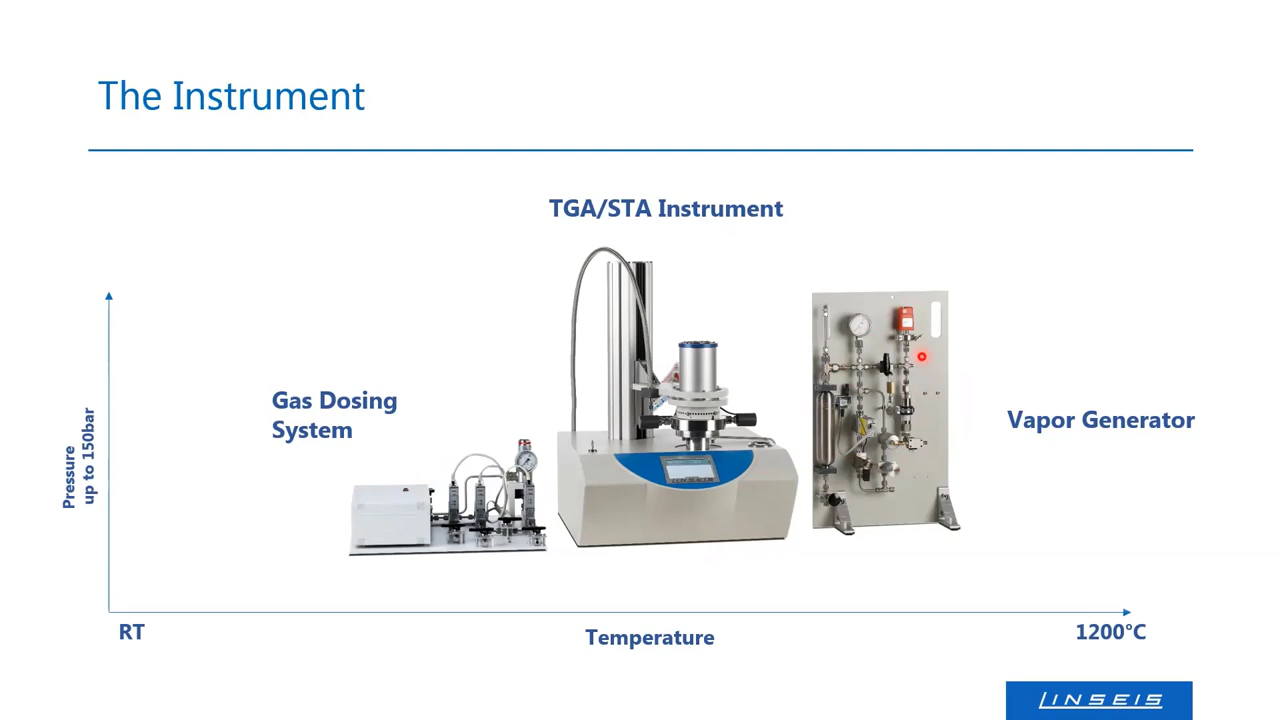 The Instrument
TGA/STA Instrument
Gas Dosing
System
Vapor Generator
Pressure
up to 150bar
RT
Temperature
1200°C
LINSEIS